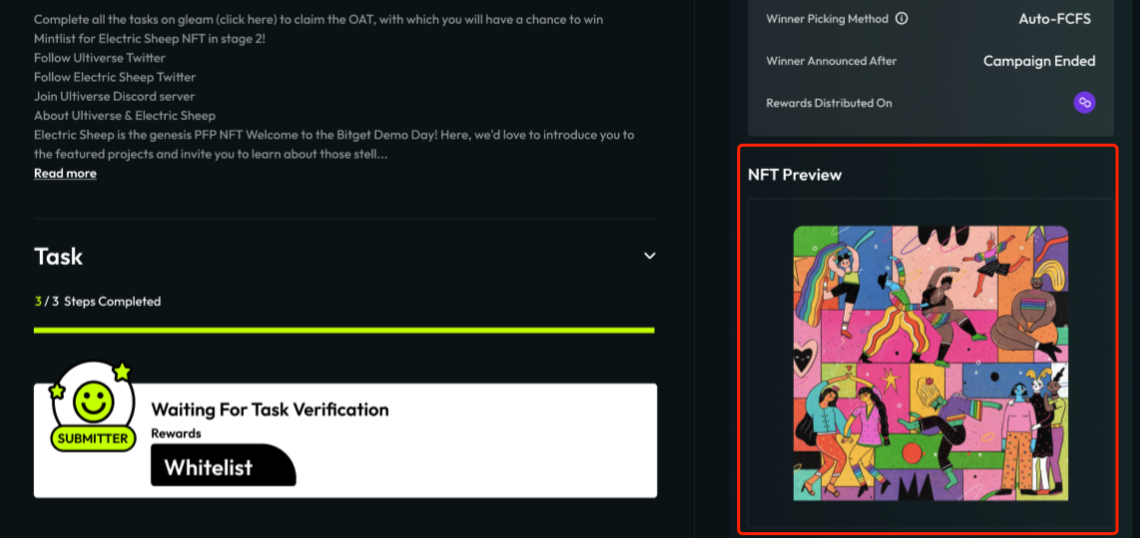 Complete all the tasks on gleam (click here) to claim the OAT, with which you will have a chance to win
Mintlist for Electric Sheep NFT in stage 2!
Follow Ultiverse Twitter
Follow Electric Sheep Twitter
Join Ultiverse Discord server
About Ultiverse & Electric Sheep
Electric Sheep is the genesis PFP NFT Welcome to the Bitget Demo Day! Here, we'd love to introduce you to
the featured projects and invite you to learn about those stell...
Read more
Task
3 / 3 Steps Completed
SUBMITTER
Waiting For Task Verification
Rewards
Whitelist
Winner Picking Method
Auto-FCFS
Winner Announced After
Campaign Ended
Rewards Distributed On
NFT Preview